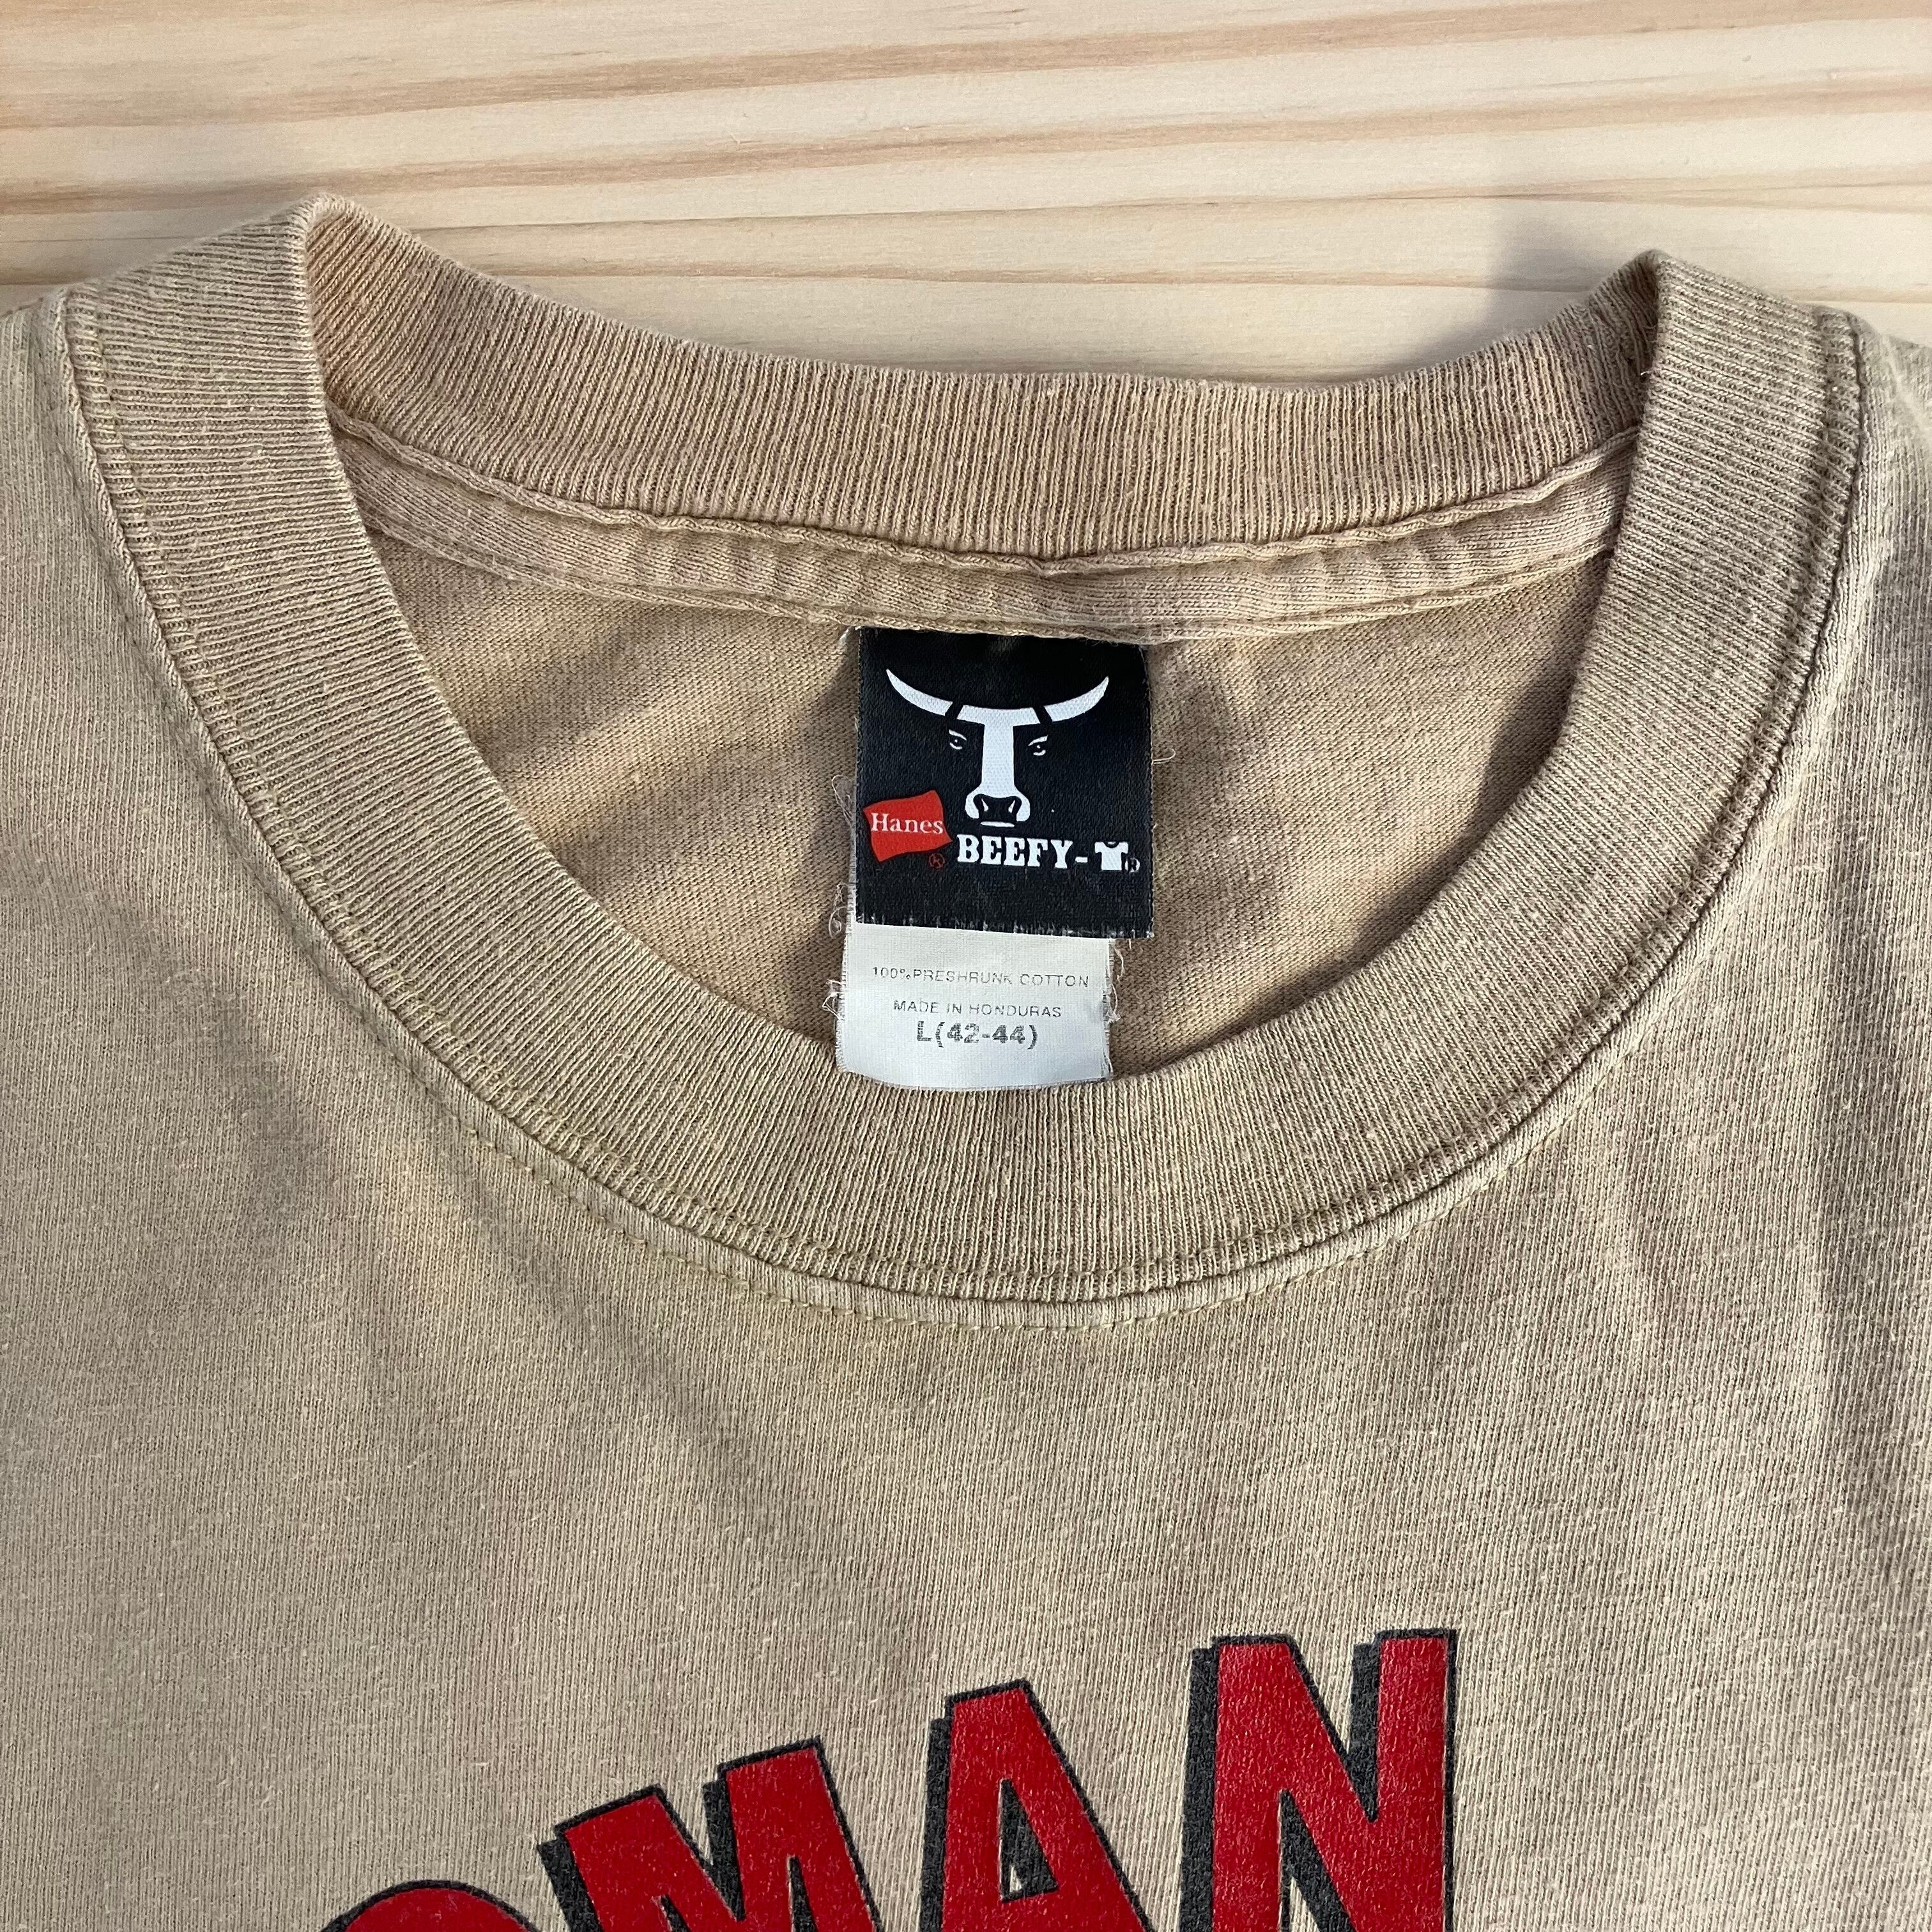 Hanes
BEEFY-T
100% PRESHRUNK COTTON
MADE IN HONDURAS
L(42-44)
OMAN